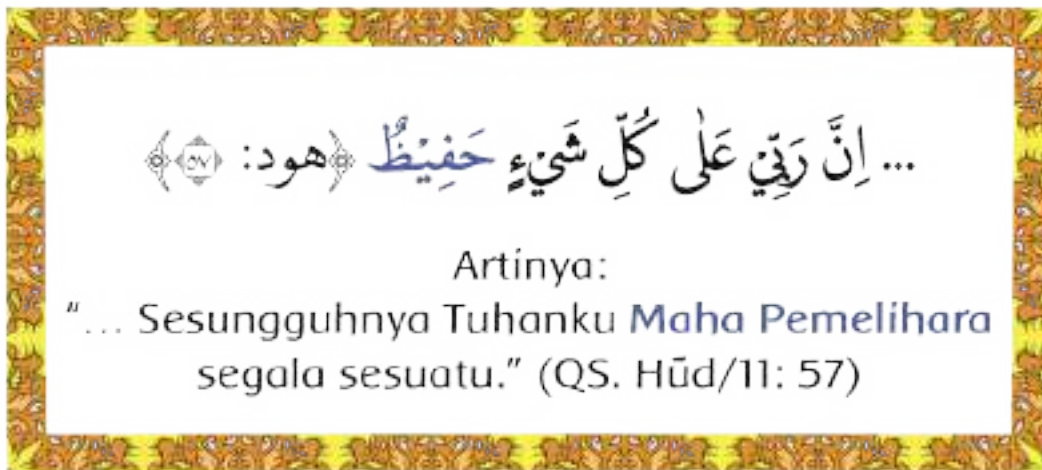 ... اِنَّ رَبِّيْ عَلٰى كُلِّ شَيْءٍ حَفِيْظٌ ﴿هود: ٥٧﴾
Artinya:
"... Sesungguhnya Tuhanku Maha Pemelihara
segala sesuatu." (QS. Hūd/11: 57)